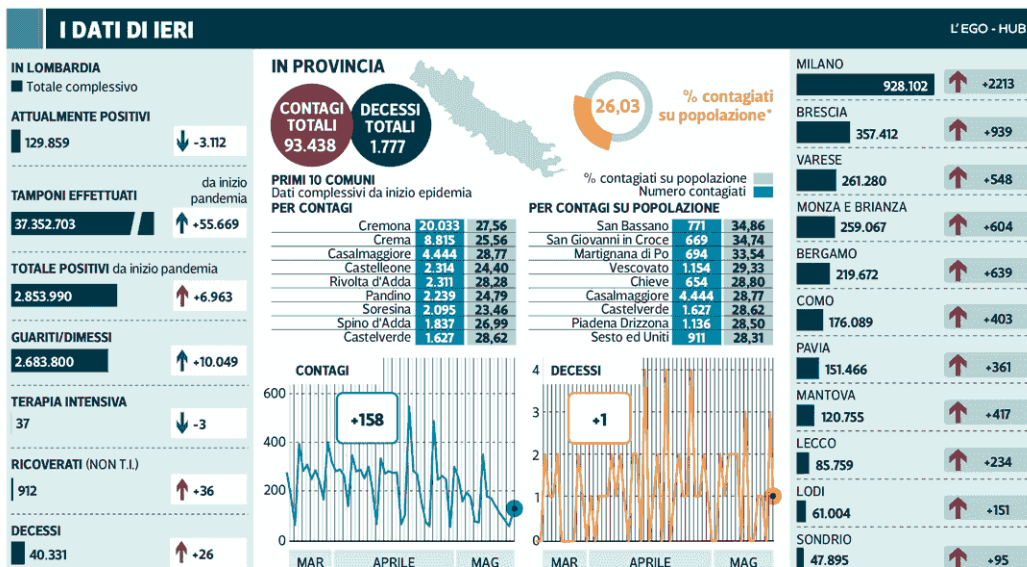 I DATI DI IERI
L'EGO - HUB
IN LOMBARDIA
Totale complessivo
ATTUALMENTE POSITIVI
129.859
-3.112
TAMPONI EFFETTUATI
da inizio
pandemia
37.352.703
+55.669
TOTALE POSITIVI da inizio pandemia
2.853.990
+6.963
GUARITI/DIMESSI
2.683.800
+10.049
TERAPIA INTENSIVA
37
-3
RICOVERATI (NON T.I.)
912
+36
DECESSI
40.331
+26
IN PROVINCIA
CONTAGI
TOTALI
93.438
DECESSI
TOTALI
1.777
26,03
% contagiati
su popolazione*
PRIMI 10 COMUNI
Dati complessivi da inizio epidemia
% contagiati su popolazione
Numero contagiati
PER CONTAGI
Cremona 20.033 27,56
Crema 8.815 25,56
Casalmaggiore 4.444 28,77
Castelleone 2.314 24,40
Rivolta d'Adda 2.311 28,28
Pandino 2.239 24,79
Soresina 2.095 23,46
Spino d'Adda 1.837 26,99
Castelverde 1.627 28,62
PER CONTAGI SU POPOLAZIONE
San Bassano 771 34,86
San Giovanni in Croce 669 34,74
Martignana di Po 694 33,54
Vescovato 1.154 29,33
Chieve 654 28,80
Casalmaggiore 4.444 28,77
Castelverde 1.627 28,62
Piadena Drizzona 1.136 28,50
Sesto ed Uniti 911 28,31
CONTAGI
600
400
200
0
+158
MAR APRILE MAG
DECESSI
4
3
2
1
0
+1
MAR APRILE MAG
MILANO
928.102 +2213
BRESCIA
357.412 +939
VARESE
261.280 +548
MONZA E BRIANZA
259.067 +604
BERGAMO
219.672 +639
COMO
176.089 +403
PAVIA
151.466 +361
MANTOVA
120.755 +417
LECCO
85.759 +234
LODI
61.004 +151
SONDRIO
47.895 +95